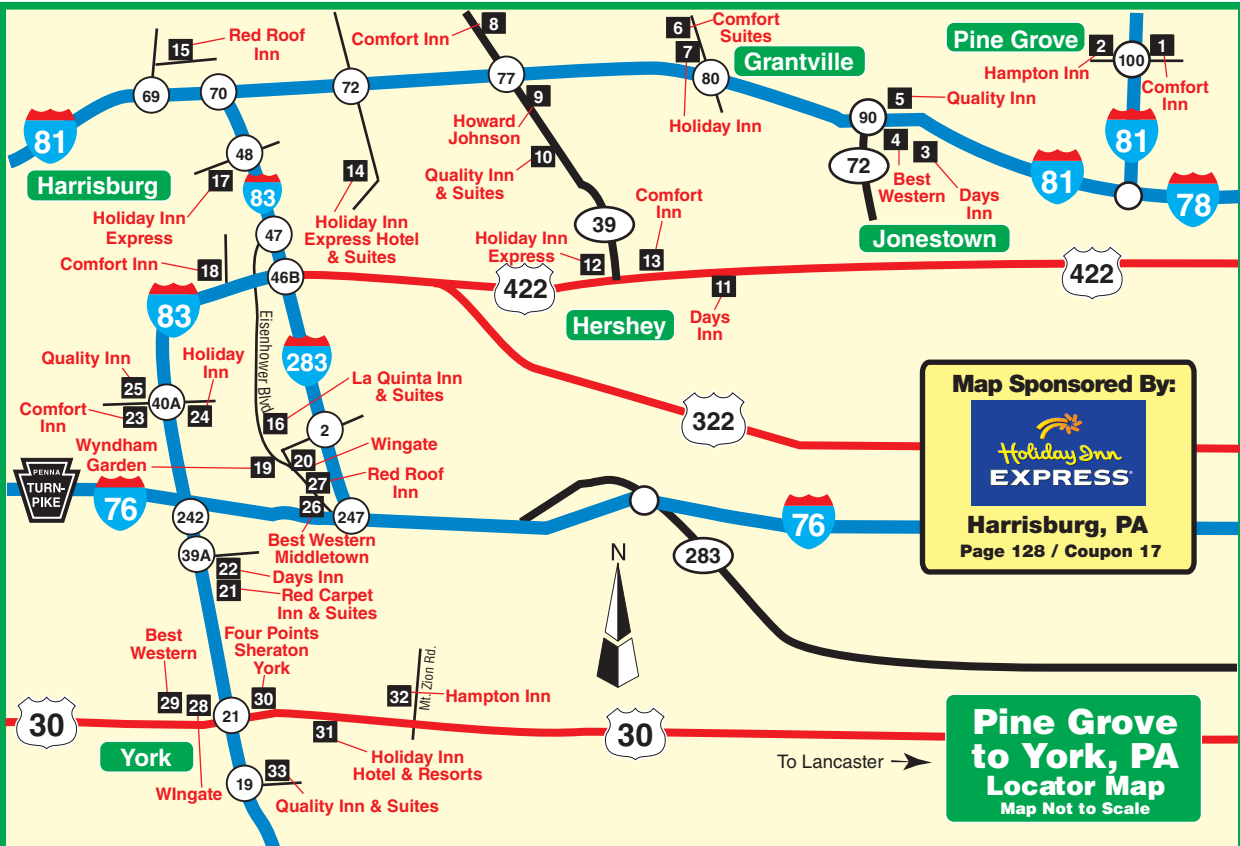 15
Red Roof
Inn
Comfort Inn
8
6
Comfort
Suites
7
Grantville
Pine Grove
2
1
100
Hampton Inn
Comfort
Inn
69
70
72
77
80
Holiday Inn
9
Howard
Johnson
10
Quality Inn
& Suites
5
Quality Inn
90
4
3
72
Best
Western
Days
Inn
Jonestown
81
81
81
78
Harrisburg
48
17
83
Holiday Inn
Express
14
Holiday Inn
Express Hotel
& Suites
47
39
Comfort
Inn
13
Holiday Inn
Express
12
Comfort Inn
18
46B
422
422
11
Days
Inn
Hershey
83
Eisenhower Blvd
283
Quality Inn
25
Holiday
Inn
40A
Comfort
Inn
23
24
La Quinta Inn
& Suites
16
2
322
Wyndham
Garden
19
20
Wingate
27
Red Roof
Inn
PENNA
TURN-
PIKE
76
242
26
247
Best Western
Middletown
76
283
39A
22
Days Inn
21
Red Carpet
Inn & Suites
N
Map Sponsored By:
Holiday Inn
EXPRESS®
Harrisburg, PA
Page 128 / Coupon 17
Best
Western
29
28
Four Points
Sheraton
York
30
21
32
Mt. Zion Rd.
Hampton Inn
30
31
30
Holiday Inn
Hotel & Resorts
York
WIngate
19
33
Quality Inn & Suites
To Lancaster
Pine Grove
to York, PA
Locator Map
Map Not to Scale